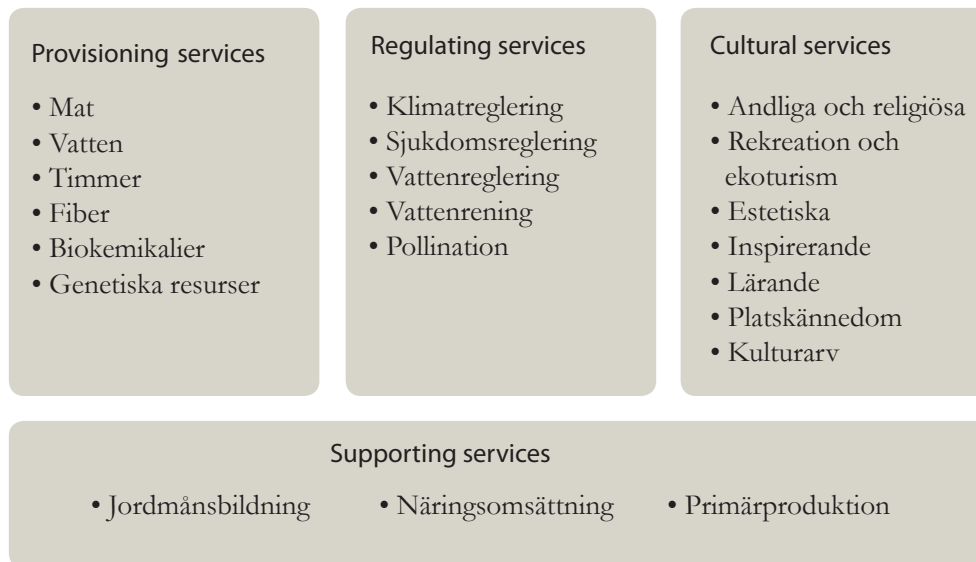 Provisioning services
• Mat
• Vatten
• Timmer
• Fiber
• Biokemikalier
• Genetiska resurser
Regulating services
• Klimatreglering
• Sjukdomsreglering
• Vattenreglering
• Vattenrening
• Pollination
Cultural services
• Andliga och religiösa
• Rekreation och
ekoturism
• Estetiska
• Inspirerande
• Lärande
• Platskännedom
• Kulturarv
Supporting services
• Jordmånsbildning • Näringsomsättning • Primärproduktion